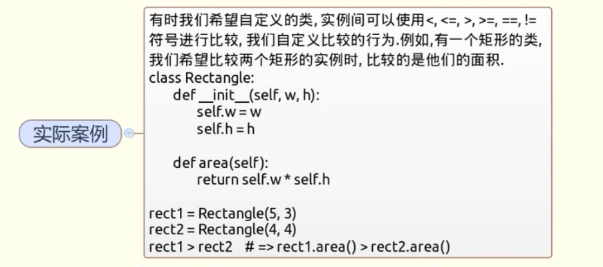 实际案例
有时我们希望自定义的类, 实例间可以使用<, <=, >, >=, ==, !=
符号进行比较, 我们自定义比较的行为.例如,有一个矩形的类,
我们希望比较两个矩形的实例时, 比较的是他们的面积.
class Rectangle:
    def __init__(self, w, h):
        self.w = w
        self.h = h

    def area(self):
        return self.w * self.h

rect1 = Rectangle(5, 3)
rect2 = Rectangle(4, 4)
rect1 > rect2   # => rect1.area() > rect2.area()